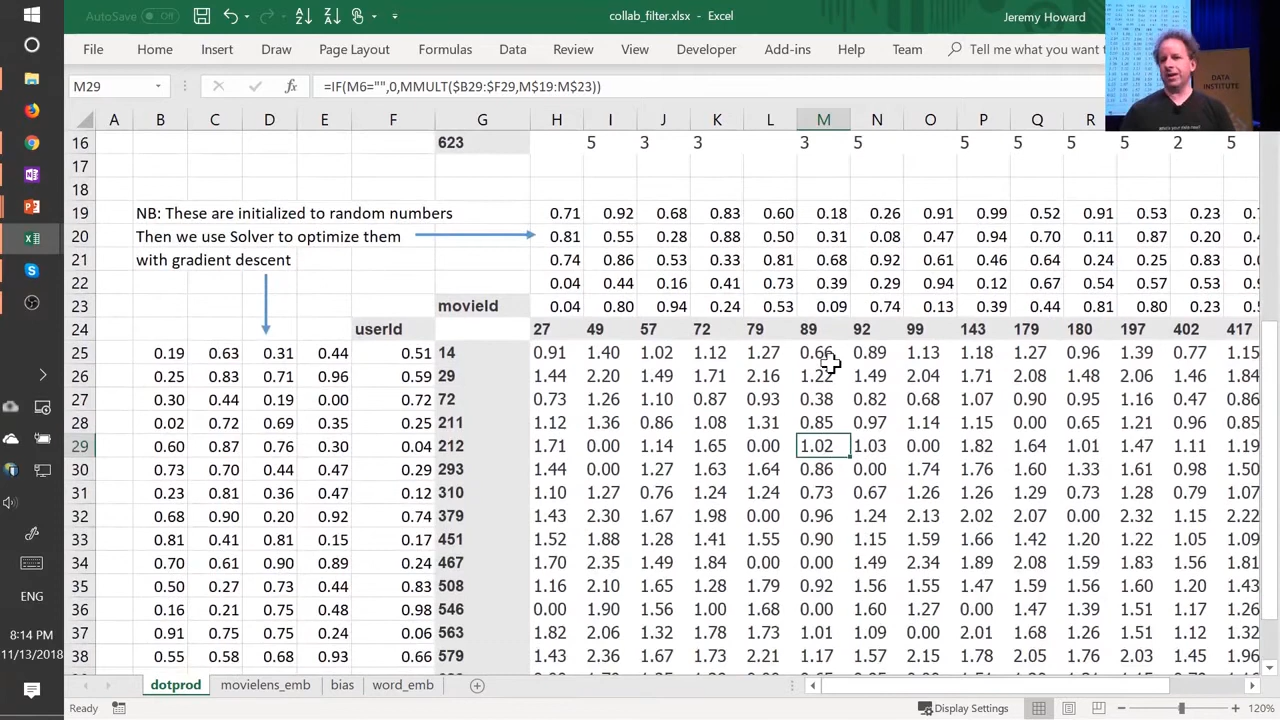 AutoSave Off
collab_filter.xlsx - Excel
Jeremy Howard
File Home Insert Draw Page Layout Formulas Data Review View Developer Add-ins Help Team Tell me what you want
DATA
INSTITUTE
M29 fx =IF(M6="",0,MMULT($B29:$F29,M$19:M$23))
A B C D E F G H I J K L M N O P Q R
16 623 5 3 3 3 5 5 5 5 5 2 5
17
18
19 NB: These are initialized to random numbers 0.71 0.92 0.68 0.83 0.60 0.18 0.26 0.91 0.99 0.52 0.91 0.53 0.23
20 Then we use Solver to optimize them 0.81 0.55 0.28 0.88 0.50 0.31 0.08 0.47 0.94 0.70 0.11 0.87 0.20
21 with gradient descent 0.74 0.86 0.53 0.33 0.81 0.68 0.92 0.61 0.46 0.64 0.24 0.25 0.83
22 0.04 0.44 0.16 0.41 0.73 0.39 0.29 0.94 0.12 0.67 0.54 0.57 0.53
23 movieId 0.04 0.80 0.94 0.24 0.53 0.09 0.74 0.13 0.39 0.44 0.81 0.80 0.23
24 userId 27 49 57 72 79 89 92 99 143 179 180 197 402 417
25 0.19 0.63 0.31 0.44 0.51 14 0.91 1.40 1.02 1.12 1.27 0.66 0.89 1.13 1.18 1.27 0.96 1.39 0.77 1.15
26 0.25 0.83 0.71 0.96 0.59 29 1.44 2.20 1.49 1.71 2.16 1.22 1.49 2.04 1.71 2.08 1.48 2.06 1.46 1.84
27 0.30 0.44 0.19 0.00 0.72 72 0.73 1.26 1.10 0.87 0.93 0.38 0.82 0.68 1.07 0.90 0.95 1.16 0.47 0.86
28 0.02 0.72 0.69 0.35 0.25 211 1.12 1.36 0.86 1.08 1.31 0.85 0.97 1.14 1.15 0.00 0.65 1.21 0.96 0.85
29 0.60 0.87 0.76 0.30 0.04 212 1.71 0.00 1.14 1.65 0.00 1.02 1.03 0.00 1.82 1.64 1.01 1.47 1.11 1.19
30 0.73 0.70 0.44 0.47 0.29 293 1.44 0.00 1.27 1.63 1.64 0.86 0.00 1.74 1.76 1.60 1.33 1.61 0.98 1.50
31 0.23 0.81 0.36 0.47 0.12 310 1.10 1.27 0.76 1.24 1.24 0.73 0.67 1.26 1.26 1.29 0.73 1.28 0.79 1.07
32 0.68 0.90 0.20 0.92 0.74 379 1.43 2.30 1.67 1.98 0.00 0.96 1.24 2.13 2.02 2.07 0.00 2.32 1.15 2.22
33 0.81 0.41 0.81 0.15 0.17 451 1.52 1.88 1.28 1.41 1.55 0.90 1.15 1.59 1.66 1.42 1.20 1.22 1.05 1.09
34 0.70 0.61 0.90 0.89 0.24 467 1.70 2.35 1.49 1.84 0.00 0.00 1.49 2.34 1.89 2.18 1.59 1.83 1.56 1.81
35 0.50 0.27 0.73 0.44 0.83 508 1.16 2.10 1.65 1.28 1.79 0.92 1.56 1.55 1.47 1.59 1.56 1.60 1.20 1.43
36 0.16 0.21 0.75 0.48 0.98 546 0.00 1.90 1.56 1.00 1.68 0.00 1.60 1.27 0.00 1.47 1.39 1.51 1.17 1.26
37 0.91 0.75 0.75 0.24 0.06 563 1.82 2.06 1.32 1.78 1.73 1.01 1.09 0.00 2.01 1.68 1.26 1.51 1.12 1.32
38 0.55 0.58 0.68 0.93 0.66 579 1.43 2.36 1.67 1.73 2.21 1.17 1.57 2.15 1.78 2.05 1.76 2.03 1.45 1.96
dotprod movielens_emb bias word_emb
Ready Display Settings 120%
ENG
8:14 PM
11/13/2018